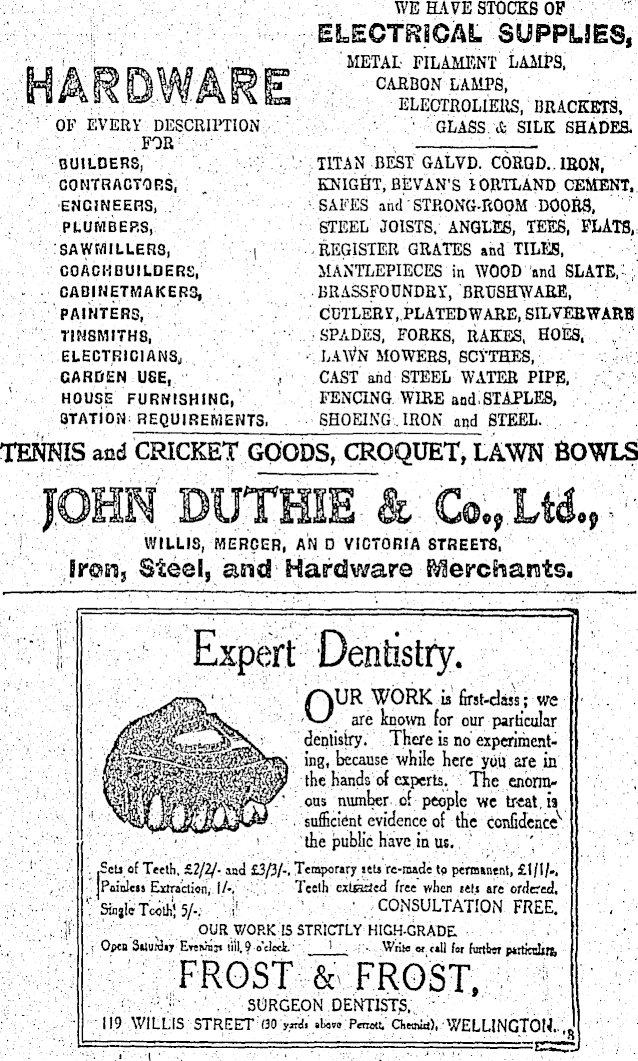 WE HAVE STOCKS OF
ELECTRICAL SUPPLIES,
METAL FILAMENT LAMPS,
CARBON LAMPS,
ELECTROLIERS, BRACKETS,
GLASS & SILK SHADES.
HARDWARE
OF EVERY DESCRIPTION
FOR
BUILDERS,
CONTRACTORS,
ENGINEERS,
PLUMBERS,
SAWMILLERS,
COACHBUILDERS,
CABINETMAKERS,
PAINTERS,
TINSMITHS,
ELECTRICIANS,
GARDEN USE,
HOUSE FURNISHING,
STATION REQUIREMENTS.
TITAN BEST GALVD. CORGD. IRON,
KNIGHT, BEVAN'S PORTLAND CEMENT,
SAFES and STRONG-ROOM DOORS,
STEEL JOISTS, ANGLES, TEES, FLATS,
REGISTER GRATES and TILES,
MANTLEPIECES in WOOD and SLATE,
BRASSFOUNDRY, BRUSHWARE,
CUTLERY, PLATEDWARE, SILVERWARE
SPADES, FORKS, RAKES, HOES,
LAWN MOWERS, SCYTHES,
CAST and STEEL WATER PIPE,
FENCING WIRE and STAPLES,
SHOEING IRON and STEEL.
TENNIS and CRICKET GOODS, CROQUET, LAWN BOWLS
JOHN DUTHIE & Co., Ltd.,
WILLIS, MERCER, AND VICTORIA STREETS,
Iron, Steel, and Hardware Merchants.
Expert Dentistry.
OUR WORK is first-class; we
are known for our particular
dentistry. There is no experiment-
ing, because while here you are in
the hands of experts. The enorm-
ous number of people we treat is
sufficient evidence of the confidence
the public have in us.
Sets of Teeth, £2/2/- and £3/3/-. Temporary sets re-made to permanent, £1/1/-.
Painless Extraction, 1/-. Teeth extracted free when sets are ordered.
Single Tooth, 5/-. CONSULTATION FREE.
OUR WORK IS STRICTLY HIGH-GRADE
Open Saturday Evenings till 9 o'clock. Write or call for further particulars,
FROST & FROST,
SURGEON DENTISTS,
119 WILLIS STREET (30 yards above Perrott, Chemist), WELLINGTON.